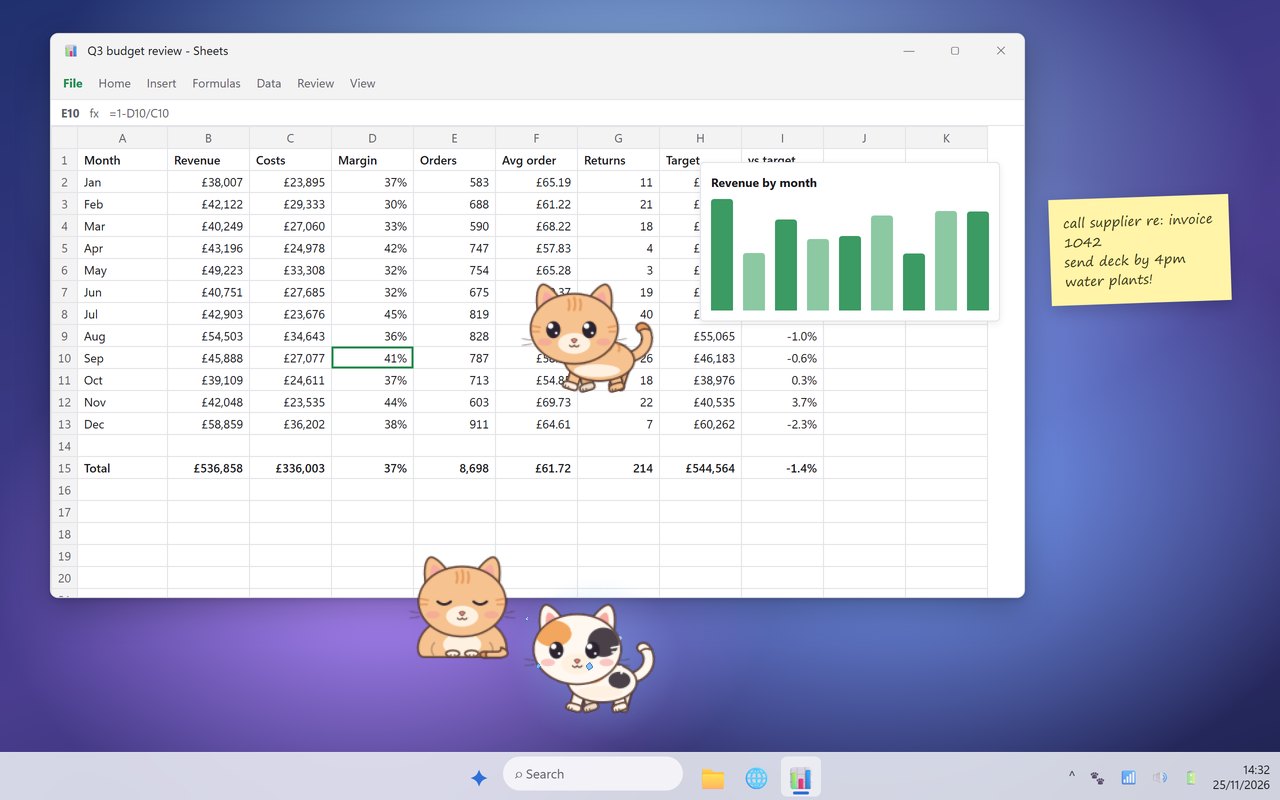 Q3 budget review - Sheets
File Home Insert Formulas Data Review View
E10 fx =1-D10/C10
A B C D E F G H I J K
1 Month Revenue Costs Margin Orders Avg order Returns Target vs target
2 Jan £38,007 £23,895 37% 583 £65.19 11 £
3 Feb £42,122 £29,333 30% 688 £61.22 21 £
4 Mar £40,249 £27,060 33% 590 £68.22 18 £
5 Apr £43,196 £24,978 42% 747 £57.83 4 £
6 May £49,223 £33,308 32% 754 £65.28 3 £
7 Jun £40,751 £27,685 32% 675 19 £
8 Jul £42,903 £23,676 45% 819 40 £
9 Aug £54,503 £34,643 36% 828 £55,065 -1.0%
10 Sep £45,888 £27,077 41% 787 26 £46,183 -0.6%
11 Oct £39,109 £24,611 37% 713 18 £38,976 0.3%
12 Nov £42,048 £23,535 44% 603 £69.73 22 £40,535 3.7%
13 Dec £58,859 £36,202 38% 911 £64.61 7 £60,262 -2.3%
14
15 Total £536,858 £336,003 37% 8,698 £61.72 214 £544,564 -1.4%
16
17
18
19
20
Revenue by month
call supplier re: invoice
1042
send deck by 4pm
water plants!
Search
14:32
25/11/2026